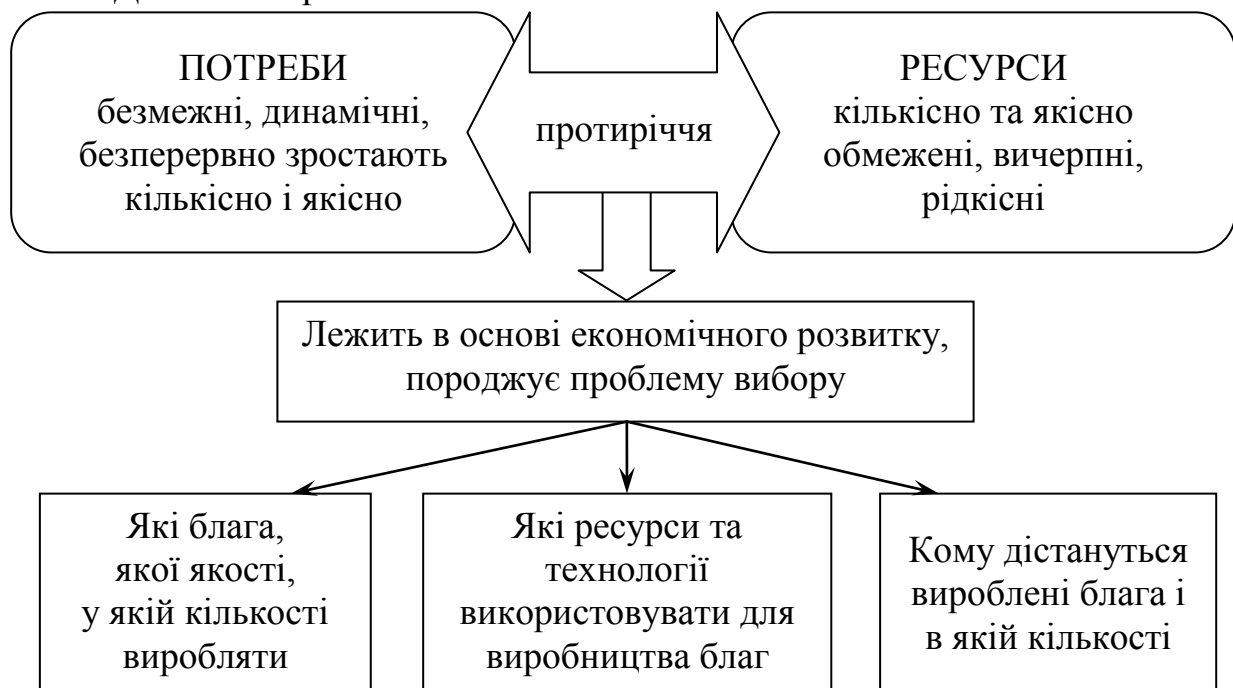 ПОТРЕБИ
безмежні, динамічні,
безперервно зростають
кількісно і якісно
протиріччя
РЕСУРСИ
кількісно та якісно
обмежені, вичерпні,
рідкісні
Лежить в основі економічного розвитку,
породжує проблему вибору
Які блага,
якої якості,
у якій кількості
виробляти
Які ресурси та
технології
використовувати для
виробництва благ
Кому дістануться
вироблені блага і
в якій кількості